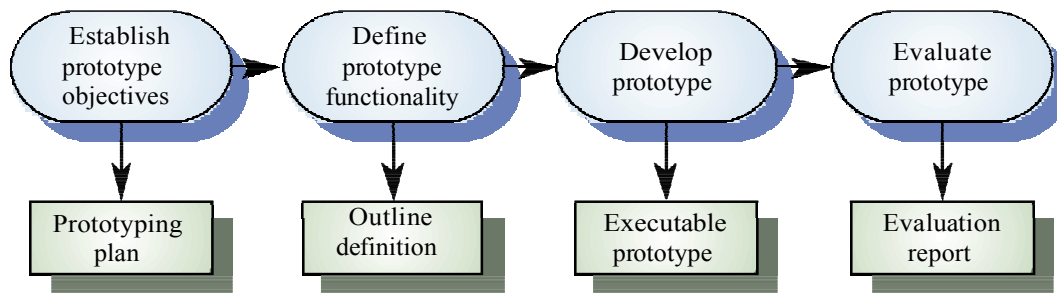 Establish
prototype
objectives
Define
prototype
functionality
Develop
prototype
Evaluate
prototype
Prototyping
plan
Outline
definition
Executable
prototype
Evaluation
report